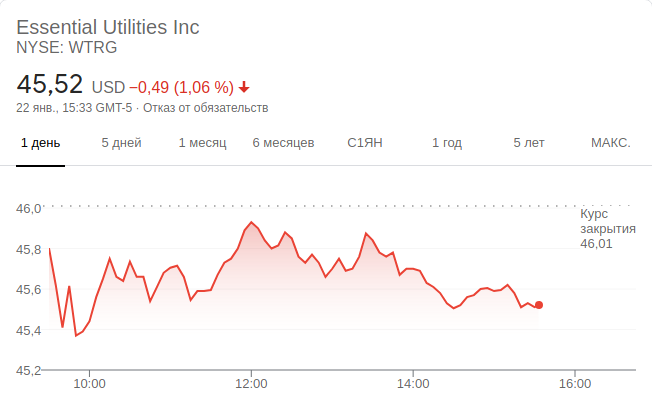 Essential Utilities Inc
NYSE: WTRG
45,52 USD −0,49 (1,06 %)
22 янв., 15:33 GMT-5 · Отказ от обязательств
1 день 5 дней 1 месяц 6 месяцев С1ЯН 1 год 5 лет МАКС.
46,0
Курс
закрытия
46,01
45,8
45,6
45,4
45,2
10:00 12:00 14:00 16:00